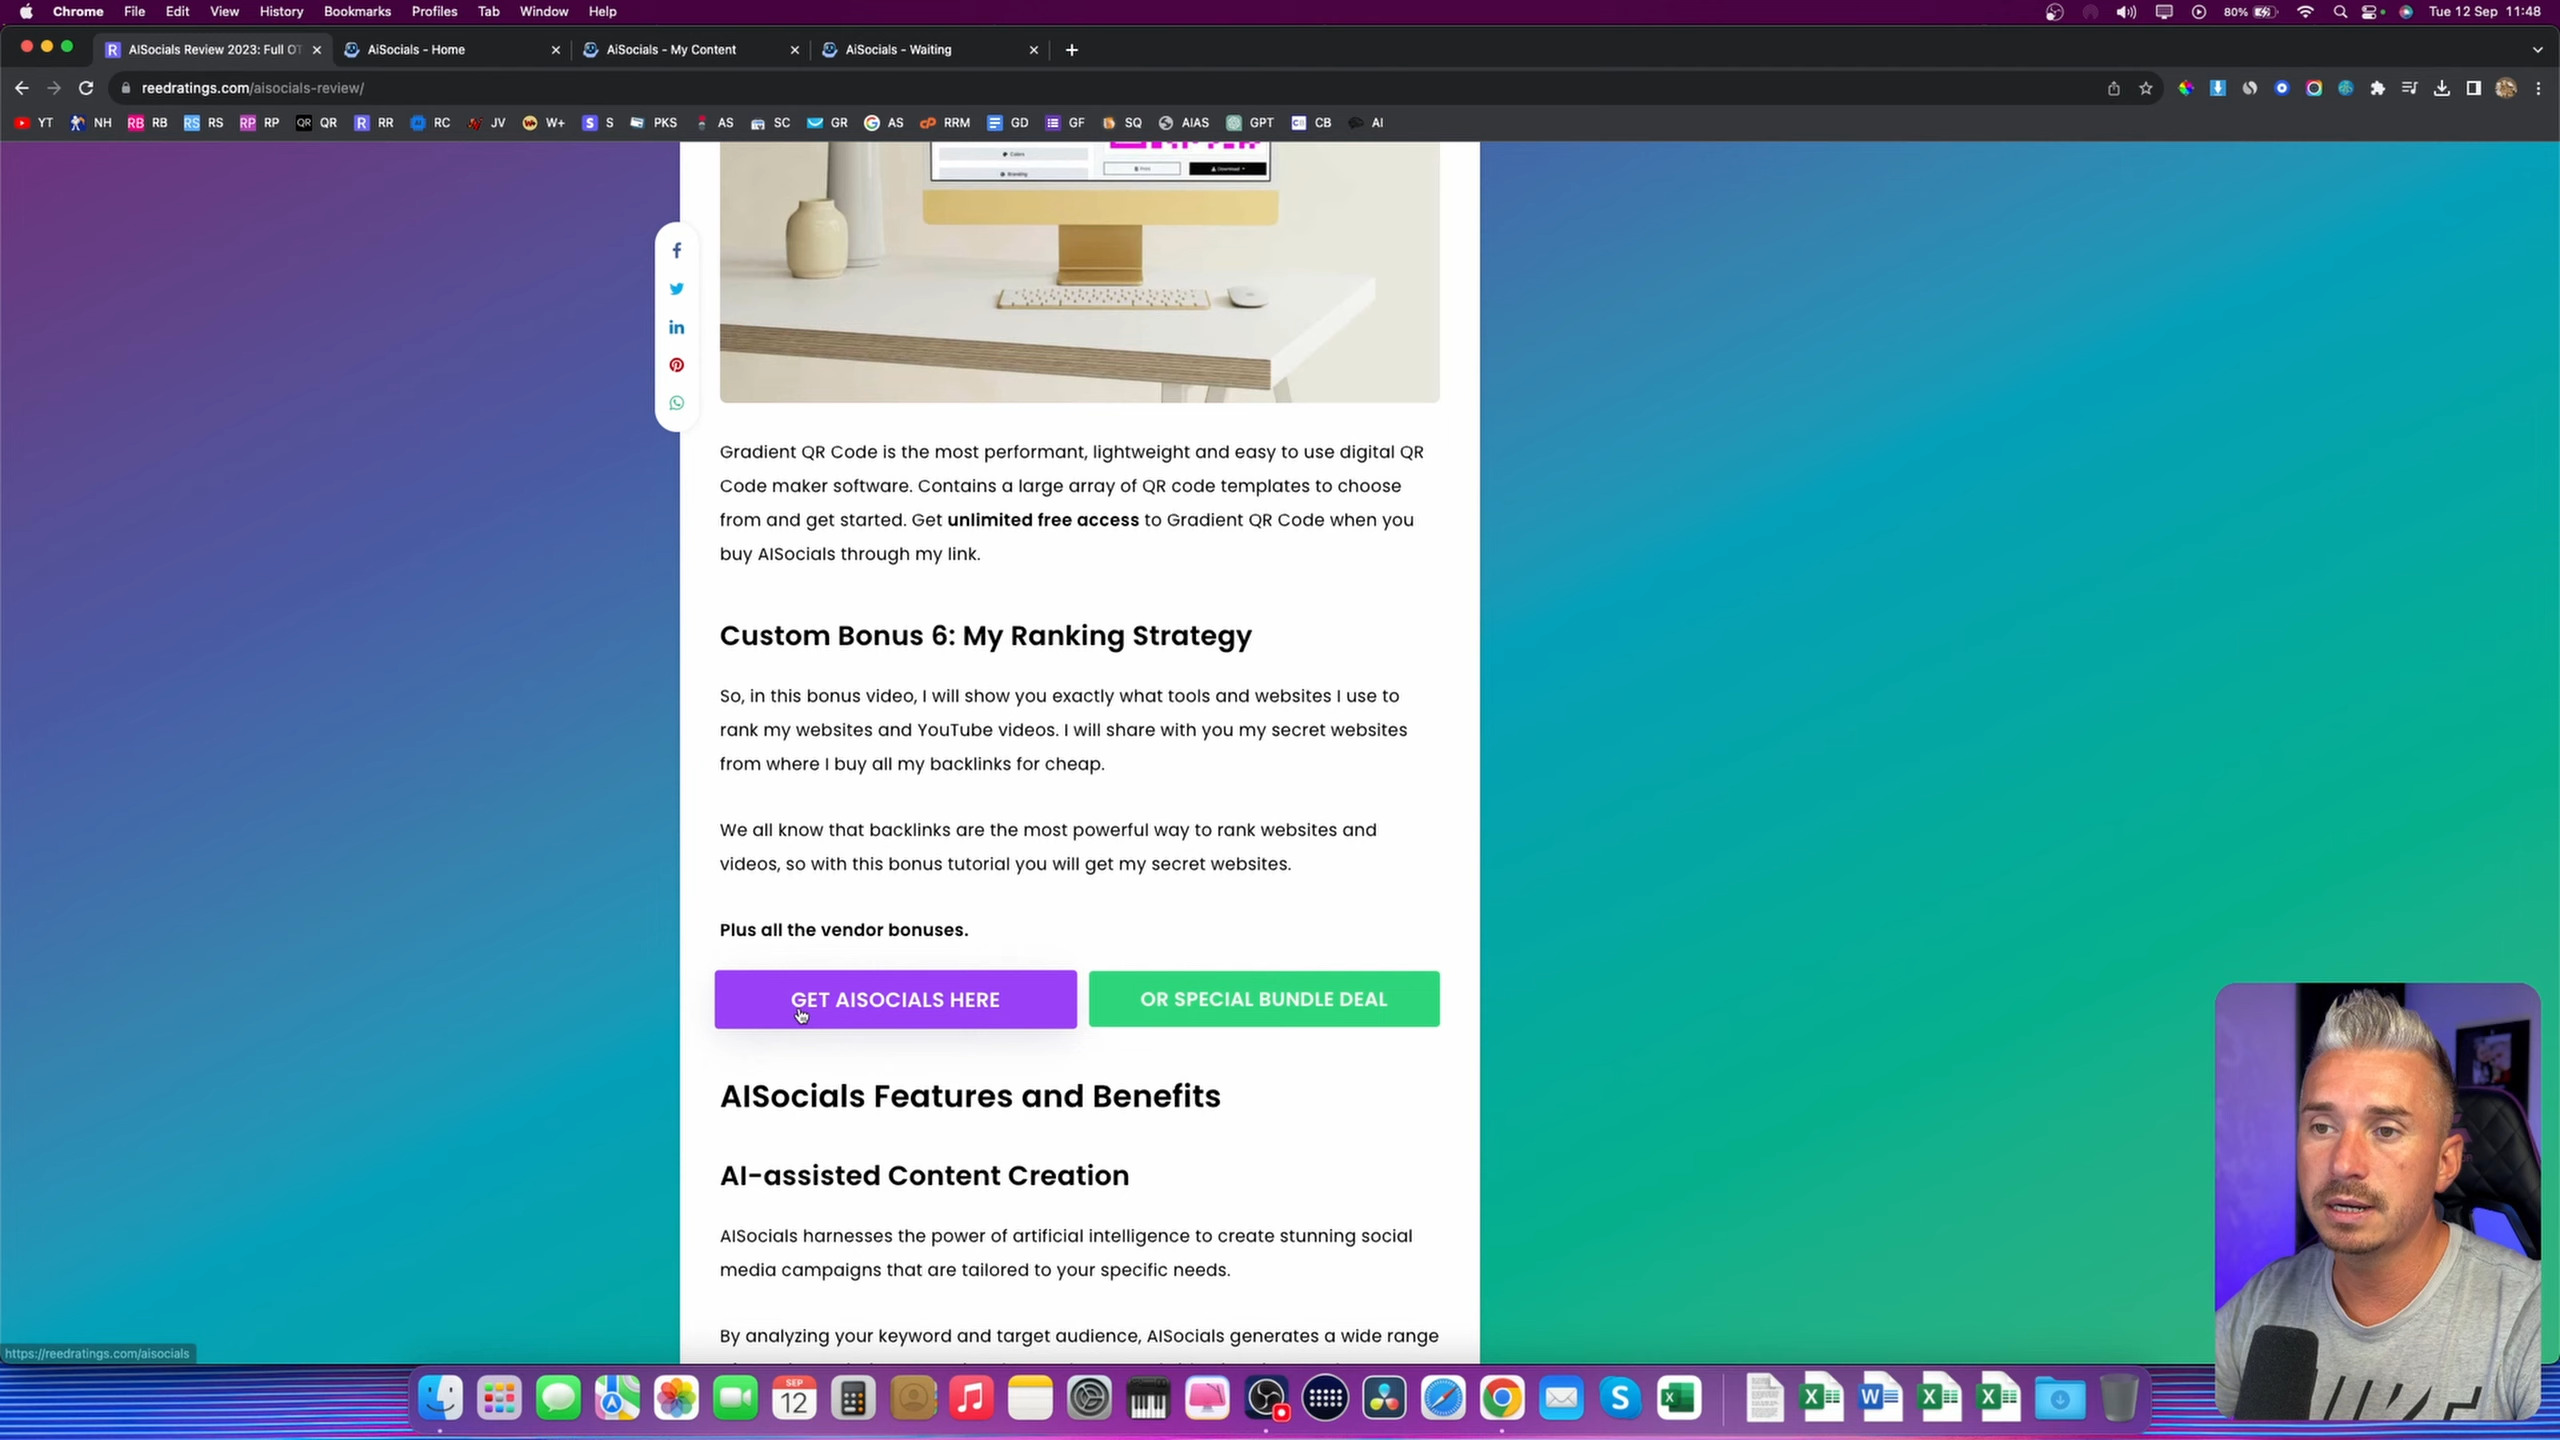 Chrome File Edit View History Bookmarks Profiles Tab Window Help
80%
Tue 12 Sep 11:48
AISocials Review 2023: Full OT
AiSocials - Home
AiSocials - My Content
AiSocials - Waiting
reedratings.com/aisocials-review/
YT NH RB RB RS RS RP RP QR QR R RR RC JV W+ S S PKS AS SC GR AS RRM GD GF SQ AIAS GPT CB AI
Colors
Branding
Print
Download
Gradient QR Code is the most performant, lightweight and easy to use digital QR
Code maker software. Contains a large array of QR code templates to choose
from and get started. Get unlimited free access to Gradient QR Code when you
buy AISocials through my link.
Custom Bonus 6: My Ranking Strategy
So, in this bonus video, I will show you exactly what tools and websites I use to
rank my websites and YouTube videos. I will share with you my secret websites
from where I buy all my backlinks for cheap.
We all know that backlinks are the most powerful way to rank websites and
videos, so with this bonus tutorial you will get my secret websites.
Plus all the vendor bonuses.
GET AISOCIALS HERE
OR SPECIAL BUNDLE DEAL
AISocials Features and Benefits
AI-assisted Content Creation
AISocials harnesses the power of artificial intelligence to create stunning social
media campaigns that are tailored to your specific needs.
By analyzing your keyword and target audience, AISocials generates a wide range
https://reedratings.com/aisocials
SEP
12